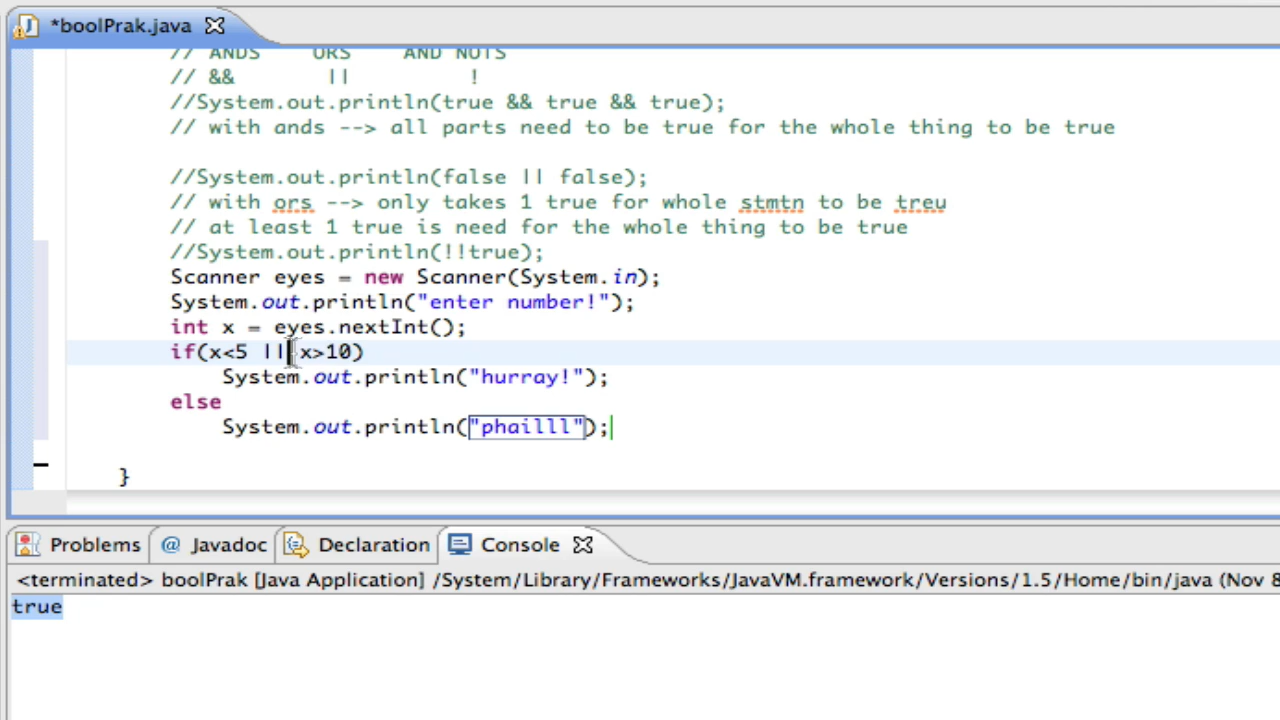 *boolPrak.java
// ANDS ORS AND NOTS
// && || !
//System.out.println(true && true && true);
// with ands --> all parts need to be true for the whole thing to be true
//System.out.println(false || false);
// with ors --> only takes 1 true for whole stmtn to be treu
// at least 1 true is need for the whole thing to be true
//System.out.println(!!true);
Scanner eyes = new Scanner(System.in);
System.out.println("enter number!");
int x = eyes.nextInt();
if(x<5 || x>10)
System.out.println("hurray!");
else
System.out.println("phailll");
}
Problems @ Javadoc Declaration Console
<terminated> boolPrak [Java Application] /System/Library/Frameworks/JavaVM.framework/Versions/1.5/Home/bin/java (Nov 8
true